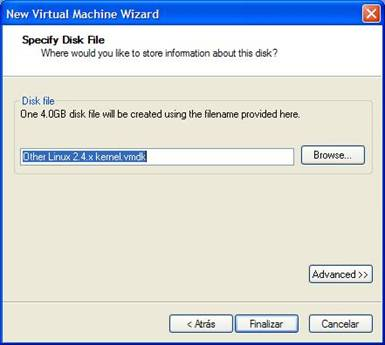 New Virtual Machine Wizard
Specify Disk File
Where would you like to store information about this disk?
Disk file
One 4.0GB disk file will be created using the filename provided here.
Other Linux 2.4.x kernel.vmdk
Browse...
Advanced >>
< Atrás
Finalizar
Cancelar